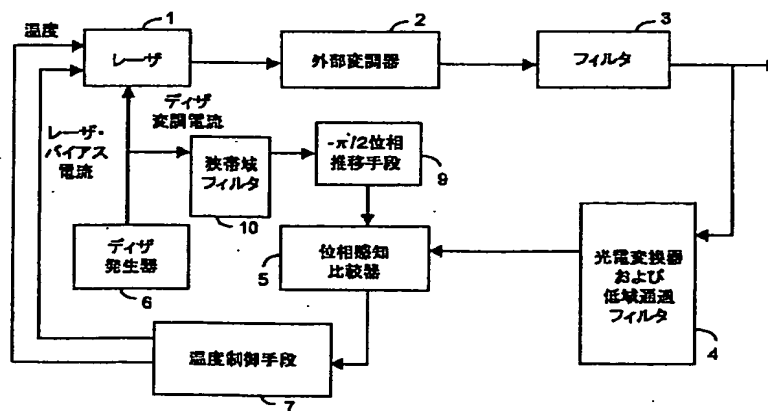 温度
1
レーザ
2
外部変調器
3
フィルタ
ディザ
変調電流
レーザ・
バイアス
電流
狭帯域
フィルタ
10
-π/2位相
推移手段
9
ディザ
発生器
6
位相感知
比較器
5
光電変換器
および
低域通過
フィルタ
4
温度制御手段
7